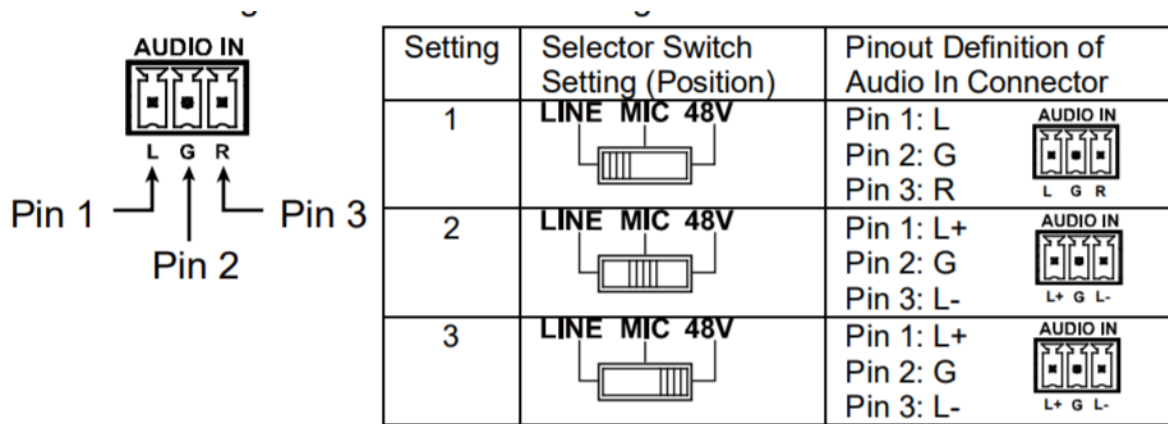 AUDIO IN
L G R
Pin 1
Pin 2
Pin 3
Setting
Selector Switch
Setting (Position)
Pinout Definition of
Audio In Connector
1
LINE MIC 48V
Pin 1: L
Pin 2: G
Pin 3: R
AUDIO IN
L G R
2
LINE MIC 48V
Pin 1: L+
Pin 2: G
Pin 3: L-
AUDIO IN
L+ G L-
3
LINE MIC 48V
Pin 1: L+
Pin 2: G
Pin 3: L-
AUDIO IN
L+ G L-